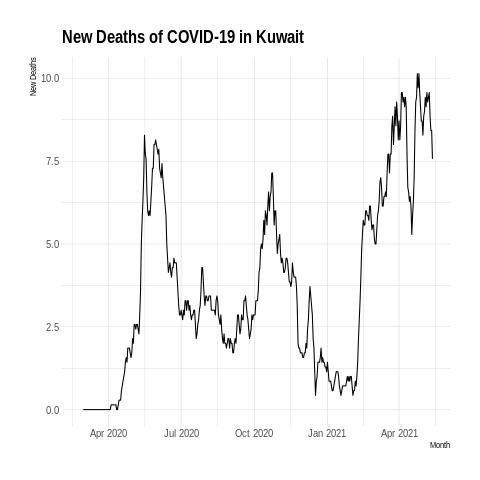 New Deaths of COVID-19 in Kuwait
New Deaths
10.0
7.5
5.0
2.5
0.0
Apr 2020 Jul 2020 Oct 2020 Jan 2021 Apr 2021
Month